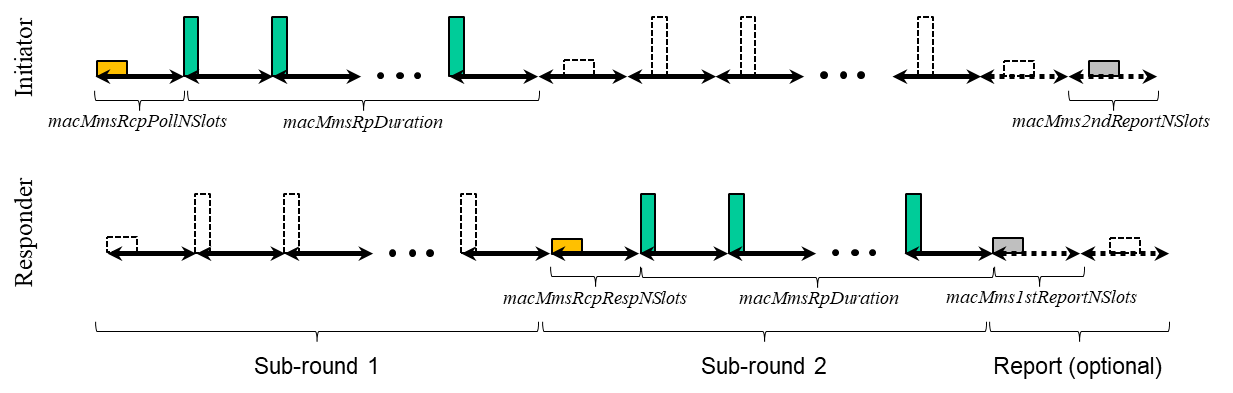 Initiator
macMmsRcpPollNSlots
macMmsRpDuration
macMms2ndReportNSlots
Responder
macMmsRcpRespNSlots
macMmsRpDuration
macMms1stReportNSlots
Sub-round 1
Sub-round 2
Report (optional)